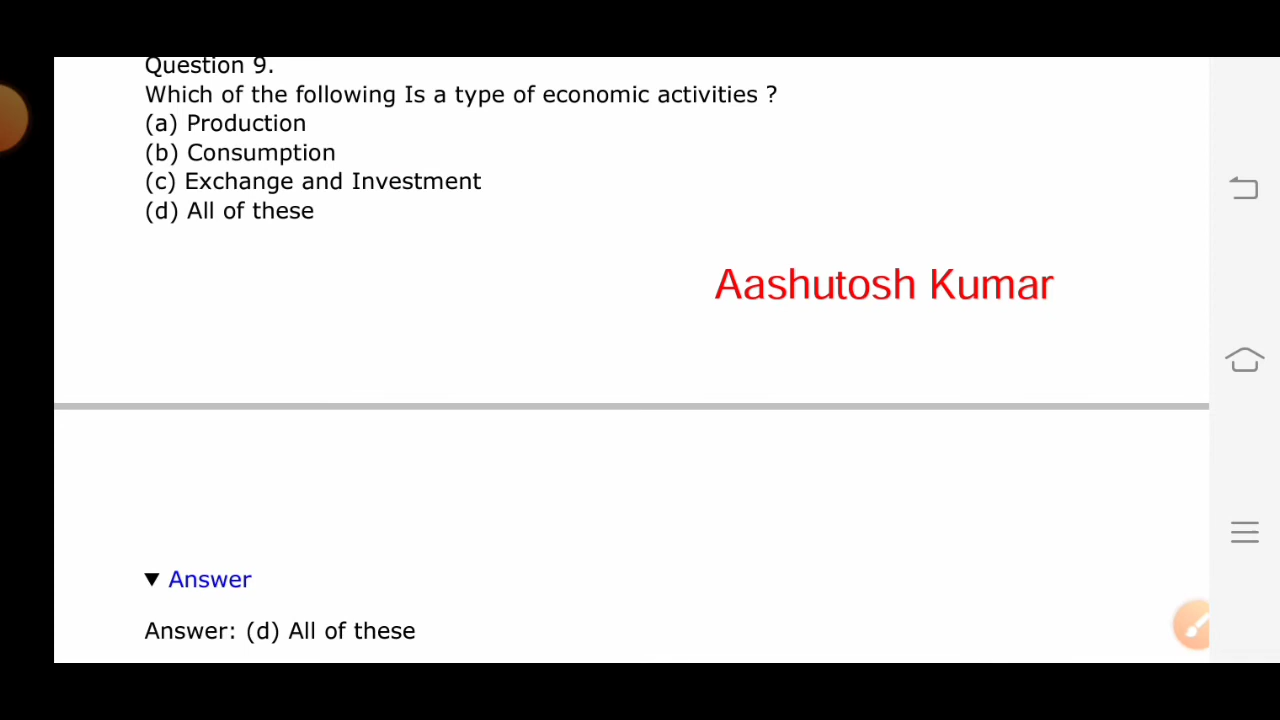 Question 9.
Which of the following Is a type of economic activities ?
(a) Production
(b) Consumption
(c) Exchange and Investment
(d) All of these
Aashutosh Kumar
▼ Answer
Answer: (d) All of these